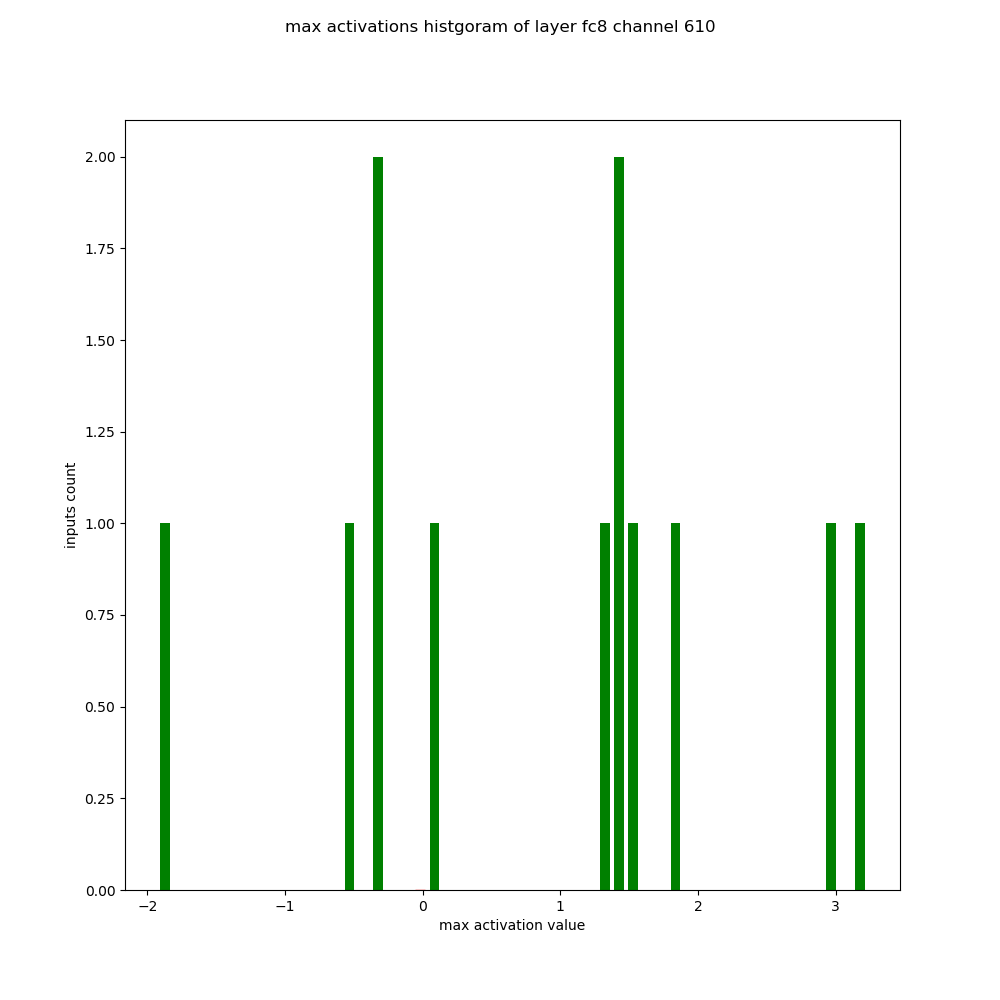 max activations histgoram of layer fc8 channel 610
2.00
1.75
1.50
1.25
1.00
0.75
0.50
0.25
0.00
inputs count
−2 −1 0 1 2 3
max activation value